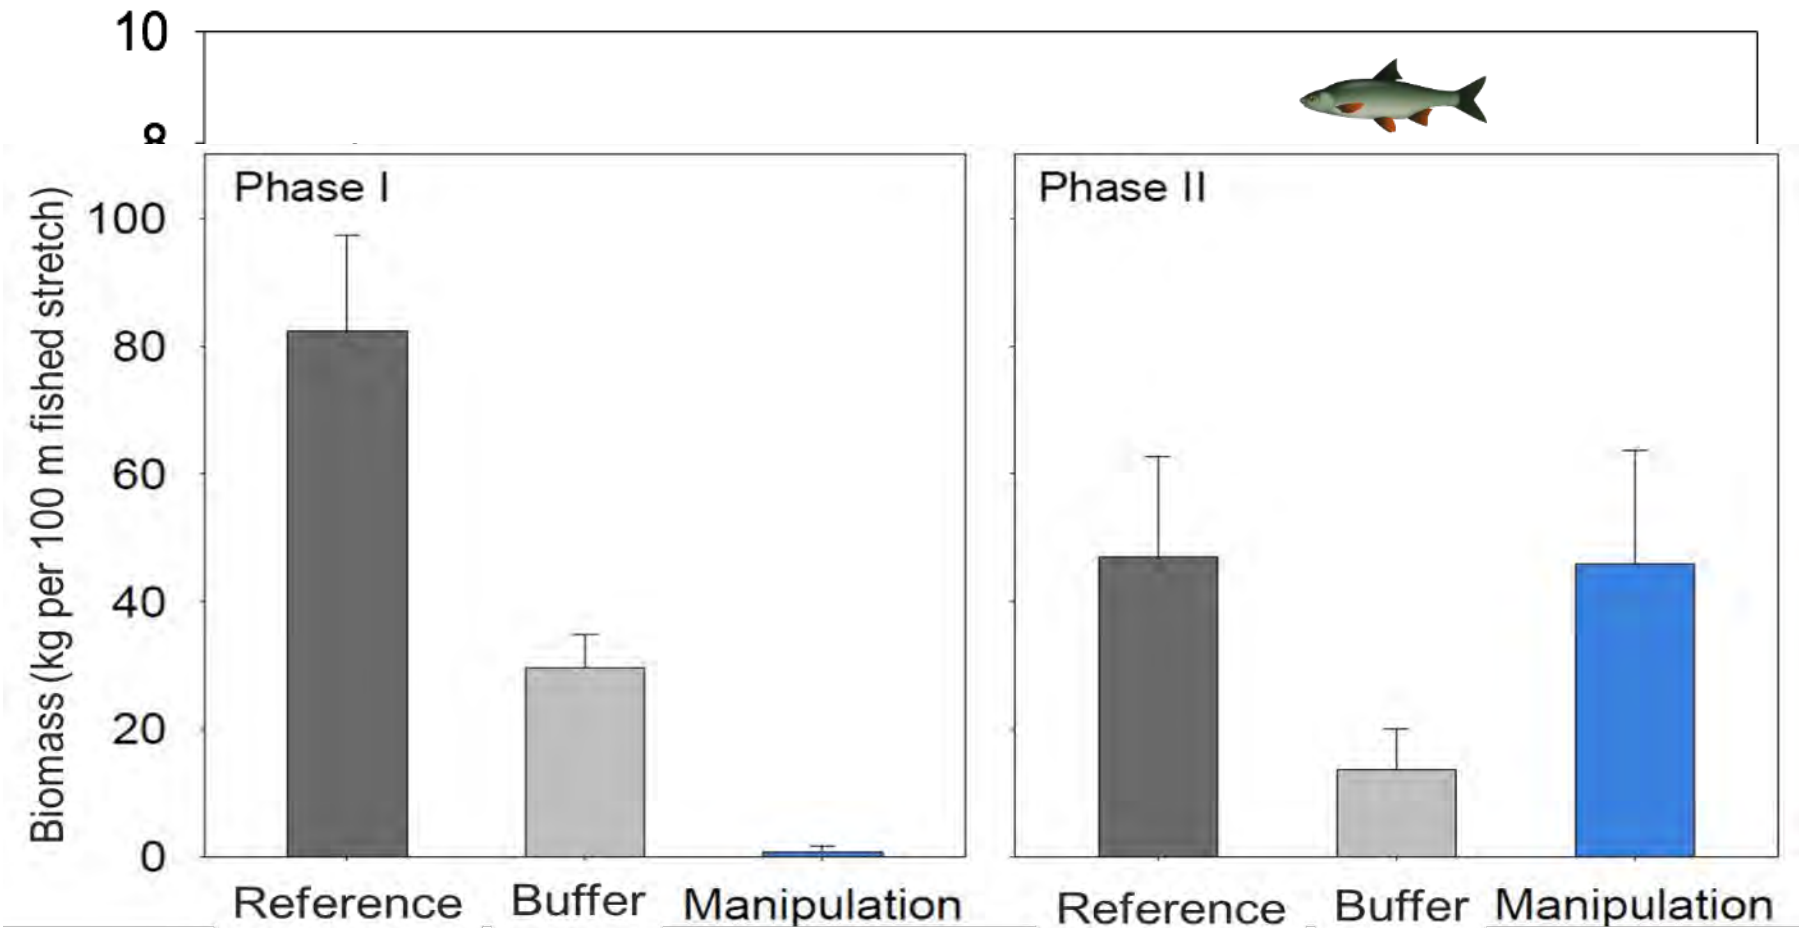 10
8
Phase I
Phase II
Biomass (kg per 100 m fished stretch)
100
80
60
40
20
0
Reference Buffer Manipulation
Reference Buffer Manipulation